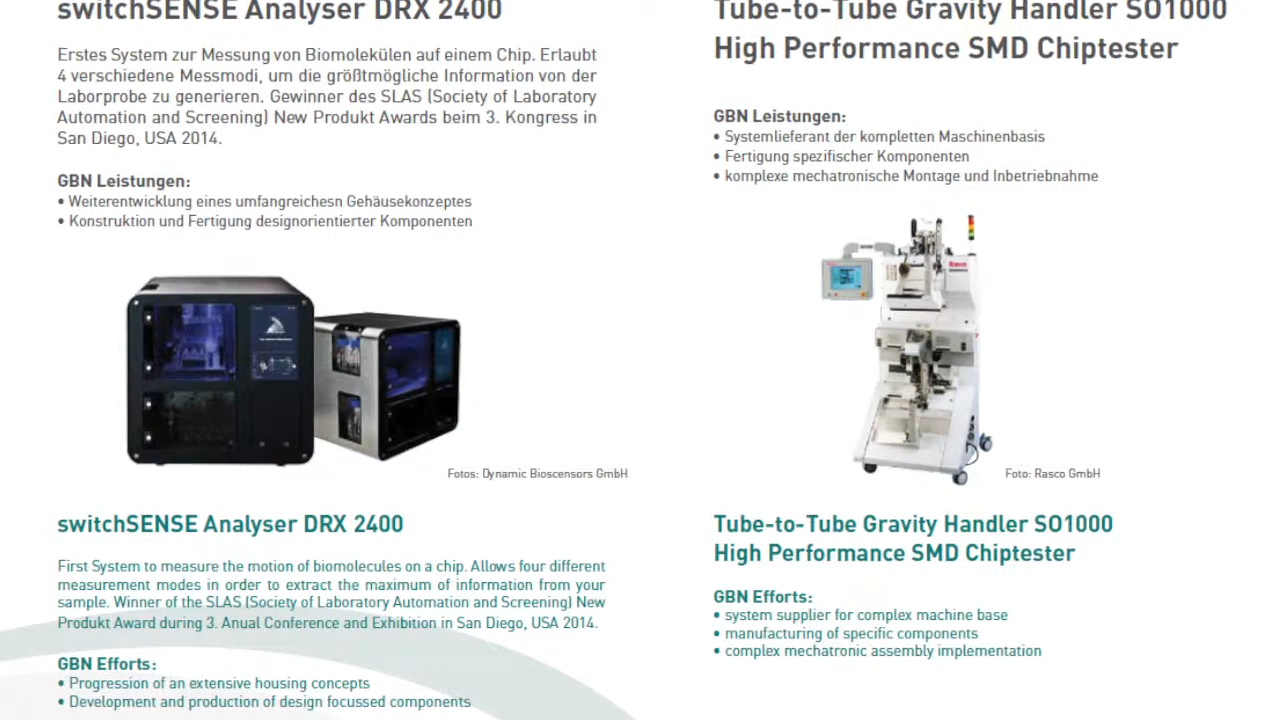 switchSENSE Analyser DRX 2400
Erstes System zur Messung von Biomolekülen auf einem Chip. Erlaubt
4 verschiedene Messmodi, um die größtmögliche Information von der
Laborprobe zu generieren. Gewinner des SLAS (Society of Laboratory
Automation and Screening) New Produkt Awards beim 3. Kongress in
San Diego, USA 2014.
GBN Leistungen:
• Weiterentwicklung eines umfangreichesn Gehäusekonzeptes
• Konstruktion und Fertigung designorientierter Komponenten
Fotos: Dynamic Bioscensors GmbH
switchSENSE Analyser DRX 2400
First System to measure the motion of biomolecules on a chip. Allows four different
measurement modes in order to extract the maximum of information from your
sample. Winner of the SLAS (Society of Laboratory Automation and Screening) New
Produkt Award during 3. Anual Conference and Exhibition in San Diego, USA 2014.
GBN Efforts:
• Progression of an extensive housing concepts
• Development and production of design focussed components
Tube-to-Tube Gravity Handler SO1000
High Performance SMD Chiptester
GBN Leistungen:
• Systemlieferant der kompletten Maschinenbasis
• Fertigung spezifischer Komponenten
• komplexe mechatronische Montage und Inbetriebnahme
Rasco
Foto: Rasco GmbH
Tube-to-Tube Gravity Handler SO1000
High Performance SMD Chiptester
GBN Efforts:
• system supplier for complex machine base
• manufacturing of specific components
• complex mechatronic assembly implementation